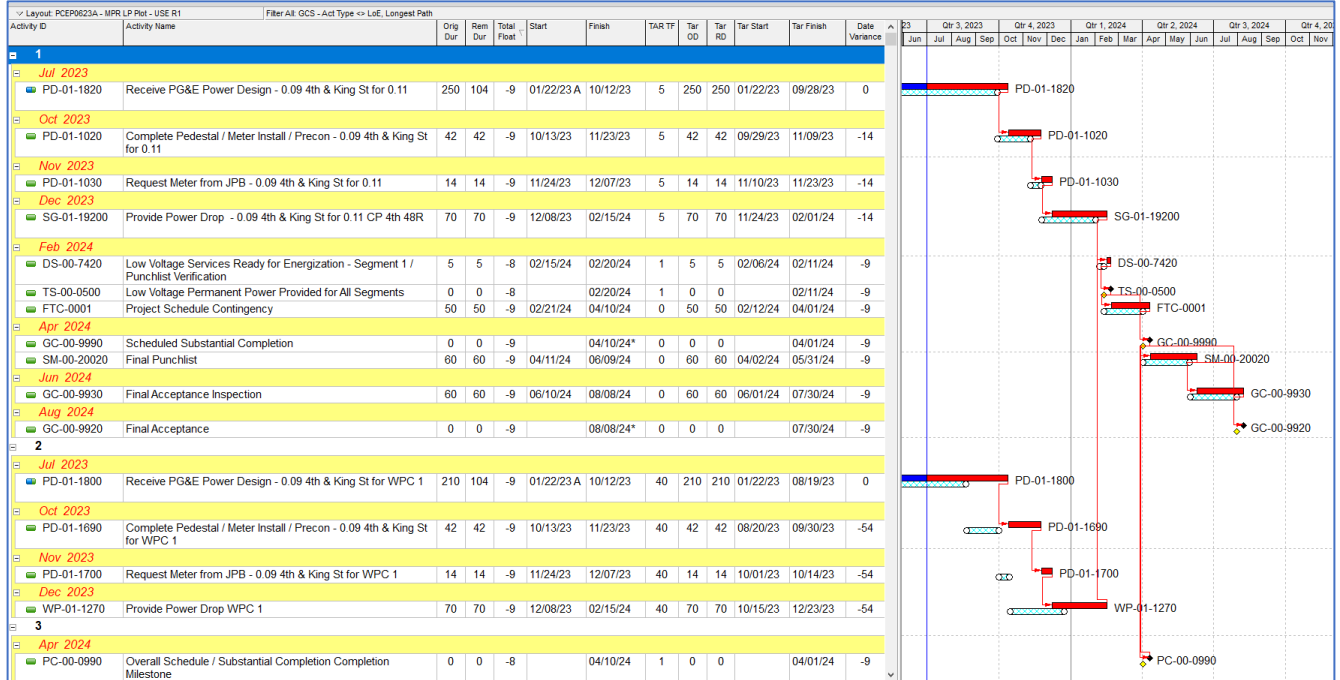 Layout: PCEP0623A - MPR LP Plot - USE R1 Filter All: GCS - Act Type <> LoE, Longest Path
Activity ID Activity Name Orig Dur Rem Dur Total Float Start Finish TAR TF Tar OD Tar RD Tar Start Tar Finish Date Variance
23 Qtr 3, 2023 Qtr 4, 2023 Qtr 1, 2024 Qtr 2, 2024 Qtr 3, 2024 Qtr 4, 20
Jun Jul Aug Sep Oct Nov Dec Jan Feb Mar Apr May Jun Jul Aug Sep Oct Nov
1
Jul 2023
PD-01-1820 Receive PG&E Power Design - 0.09 4th & King St for 0.11 250 104 -9 01/22/23 A 10/12/23 5 250 250 01/22/23 09/28/23 0 PD-01-1820
Oct 2023
PD-01-1020 Complete Pedestal / Meter Install / Precon - 0.09 4th & King St 42 42 -9 10/13/23 11/23/23 5 42 42 09/29/23 11/09/23 -14 PD-01-1020
for 0.11
Nov 2023
PD-01-1030 Request Meter from JPB - 0.09 4th & King St for 0.11 14 14 -9 11/24/23 12/07/23 5 14 14 11/10/23 11/23/23 -14 PD-01-1030
Dec 2023
SG-01-19200 Provide Power Drop - 0.09 4th & King St for 0.11 CP 4th 48R 70 70 -9 12/08/23 02/15/24 5 70 70 11/24/23 02/01/24 -14 SG-01-19200
Feb 2024
DS-00-7420 Low Voltage Services Ready for Energization - Segment 1 / 5 5 -8 02/15/24 02/20/24 1 5 5 02/06/24 02/11/24 -9 DS-00-7420
Punchlist Verification
TS-00-0500 Low Voltage Permanent Power Provided for All Segments 0 0 -8 02/20/24 1 0 0 02/11/24 -9 TS-00-0500
FTC-0001 Project Schedule Contingency 50 50 -9 02/21/24 04/10/24 0 50 50 02/12/24 04/01/24 -9 FTC-0001
Apr 2024
GC-00-9990 Scheduled Substantial Completion 0 0 -9 04/10/24* 0 0 0 04/01/24 -9 GC-00-9990
SM-00-20020 Final Punchlist 60 60 -9 04/11/24 06/09/24 0 60 60 04/02/24 05/31/24 -9 SM-00-20020
Jun 2024
GC-00-9930 Final Acceptance Inspection 60 60 -9 06/10/24 08/08/24 0 60 60 06/01/24 07/30/24 -9 GC-00-9930
Aug 2024
GC-00-9920 Final Acceptance 0 0 -9 08/08/24* 0 0 0 07/30/24 -9 GC-00-9920
2
Jul 2023
PD-01-1800 Receive PG&E Power Design - 0.09 4th & King St for WPC 1 210 104 -9 01/22/23 A 10/12/23 40 210 210 01/22/23 08/19/23 0 PD-01-1800
Oct 2023
PD-01-1690 Complete Pedestal / Meter Install / Precon - 0.09 4th & King St 42 42 -9 10/13/23 11/23/23 40 42 42 08/20/23 09/30/23 -54 PD-01-1690
for WPC 1
Nov 2023
PD-01-1700 Request Meter from JPB - 0.09 4th & King St for WPC 1 14 14 -9 11/24/23 12/07/23 40 14 14 10/01/23 10/14/23 -54 PD-01-1700
Dec 2023
WP-01-1270 Provide Power Drop WPC 1 70 70 -9 12/08/23 02/15/24 40 70 70 10/15/23 12/23/23 -54 WP-01-1270
3
Apr 2024
PC-00-0990 Overall Schedule / Substantial Completion Completion 0 0 -8 04/10/24 1 0 0 04/01/24 -9 PC-00-0990
Milestone